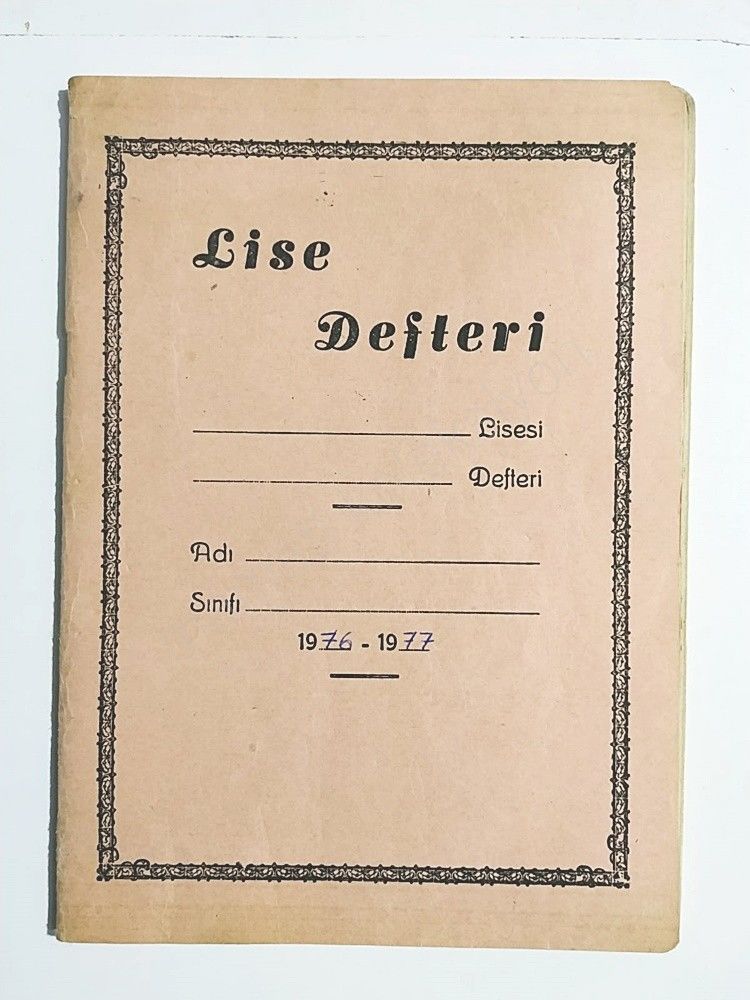 Lise
Defteri
Lisesi
Defteri
Adı
Sınıfı
1976 - 1977